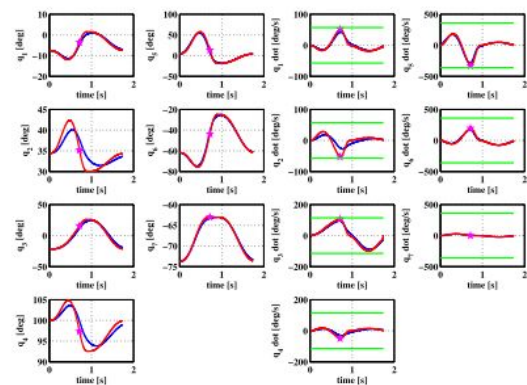 q1 [deg]
10
0
-10
-20
0 1 2
time [s]
q5 [deg]
100
50
0
-50
0 1 2
time [s]
q1 dot [deg/s]
100
0
-100
0 1 2
time [s]
q5 dot [deg/s]
500
0
-500
0 1 2
time [s]
q2 [deg]
45
40
35
30
0 1 2
time [s]
q6 [deg]
-20
-40
-60
-80
0 1 2
time [s]
q2 dot [deg/s]
100
0
-100
0 1 2
time [s]
q6 dot [deg/s]
500
0
-500
0 1 2
time [s]
q3 [deg]
50
0
-50
0 1 2
time [s]
q7 [deg]
-60
-65
-70
-75
0 1 2
time [s]
q3 dot [deg/s]
200
0
-200
0 1 2
time [s]
q7 dot [deg/s]
500
0
-500
0 1 2
time [s]
q4 [deg]
105
100
95
90
0 1 2
time [s]
q4 dot [deg/s]
200
0
-200
0 1 2
time [s]